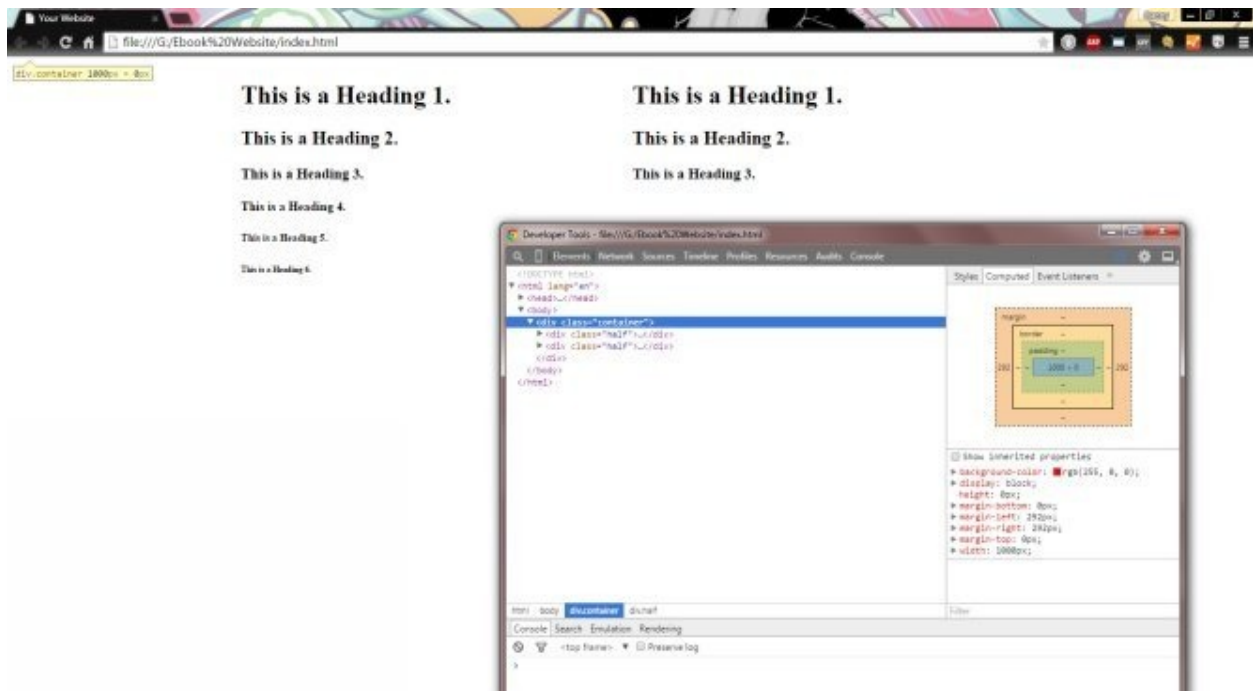 Your Website
file:///G:/Ebook%20Website/index.html
div.container 1000px × 0px
This is a Heading 1.
This is a Heading 2.
This is a Heading 3.
This is a Heading 4.
This is a Heading 5.
This is a Heading 6.
This is a Heading 1.
This is a Heading 2.
This is a Heading 3.
Developer Tools - file:///G:/Ebook%20Website/index.html
Elements Network Sources Timeline Profiles Resources Audits Console
<!DOCTYPE html>
<html lang="en">
<head>…</head>
<body>
<div class="container">
<div class="half">…</div>
<div class="half">…</div>
</div>
</body>
</html>
html body div.container div.half
Styles Computed Event Listeners »
margin –
border –
padding –
292 – – 1000 × 0 – – 292
–
–
–
Show inherited properties
background-color: rgb(255, 0, 0);
display: block;
height: 0px;
margin-bottom: 0px;
margin-left: 292px;
margin-right: 292px;
margin-top: 0px;
width: 1000px;
Filter
Console Search Emulation Rendering
<top frame> ▼ Preserve log
>